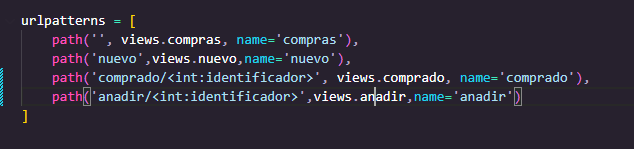 urlpatterns = [
path('', views.compras, name='compras'),
path('nuevo',views.nuevo,name='nuevo'),
path('comprado/<int:identificador>', views.comprado, name='comprado'),
path('anadir/<int:identificador>',views.anadir,name='anadir')
]